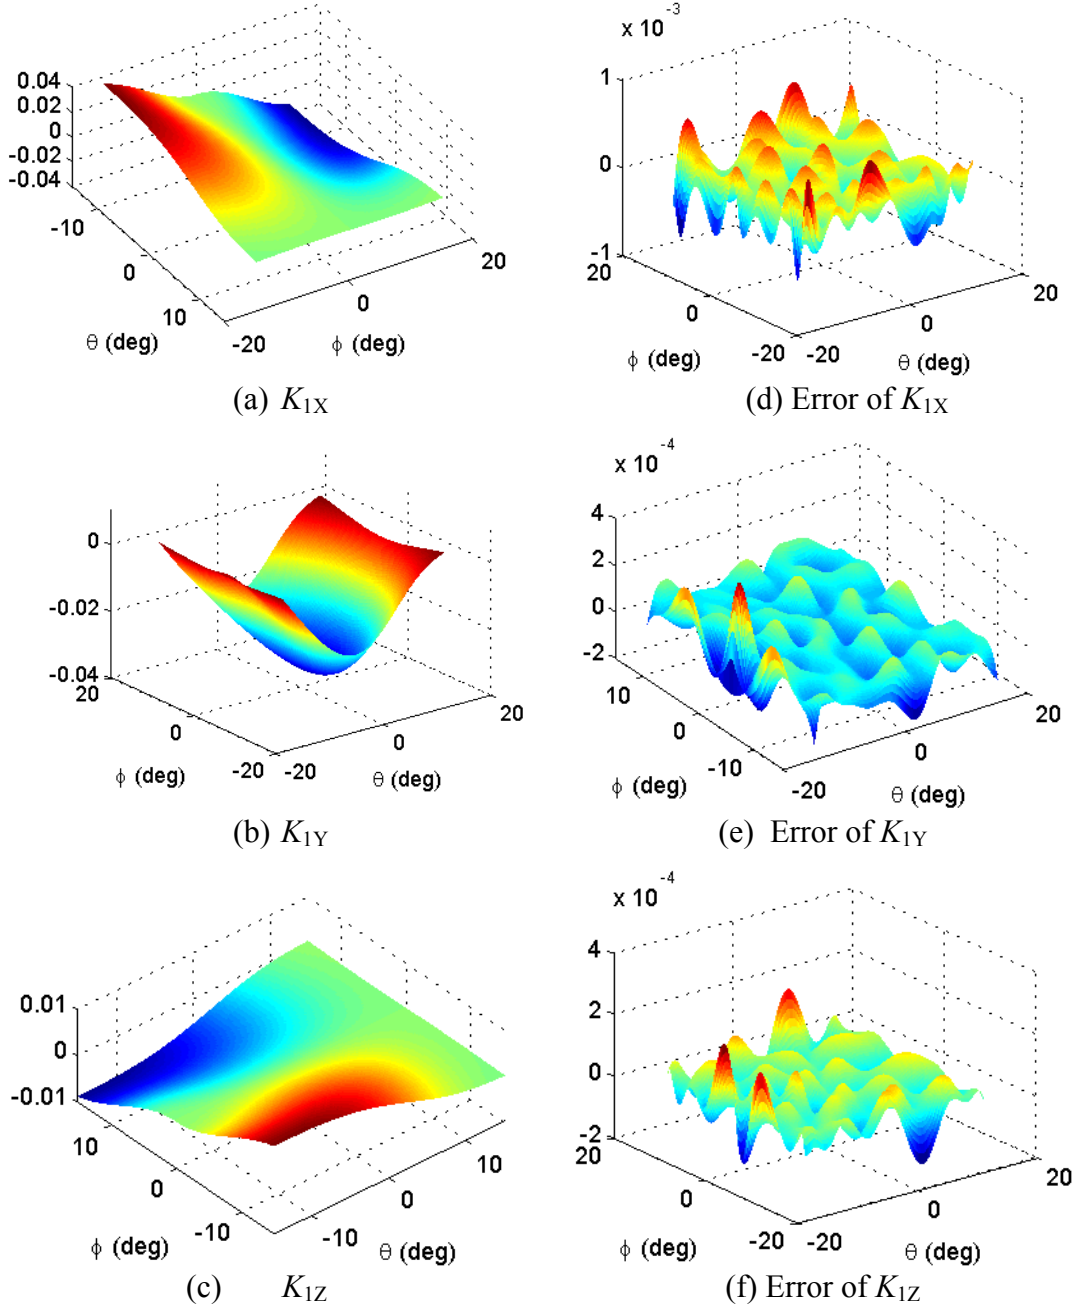 0.04
0.02
0
-0.02
-0.04
-10
0
10
-20
0
20
θ (deg)
ϕ (deg)
(a) K1X
x 10-3
1
0
-1
20
0
-20
-20
0
20
ϕ (deg)
θ (deg)
(d) Error of K1X
0
-0.02
-0.04
20
0
-20
-20
0
20
ϕ (deg)
θ (deg)
(b) K1Y
x 10-4
4
2
0
-2
10
0
-10
-20
0
20
ϕ (deg)
θ (deg)
(e) Error of K1Y
0.01
0
-0.01
10
0
-10
-10
0
10
ϕ (deg)
θ (deg)
(c) K1Z
x 10-4
4
2
0
-2
20
0
-20
-20
0
20
ϕ (deg)
θ (deg)
(f) Error of K1Z